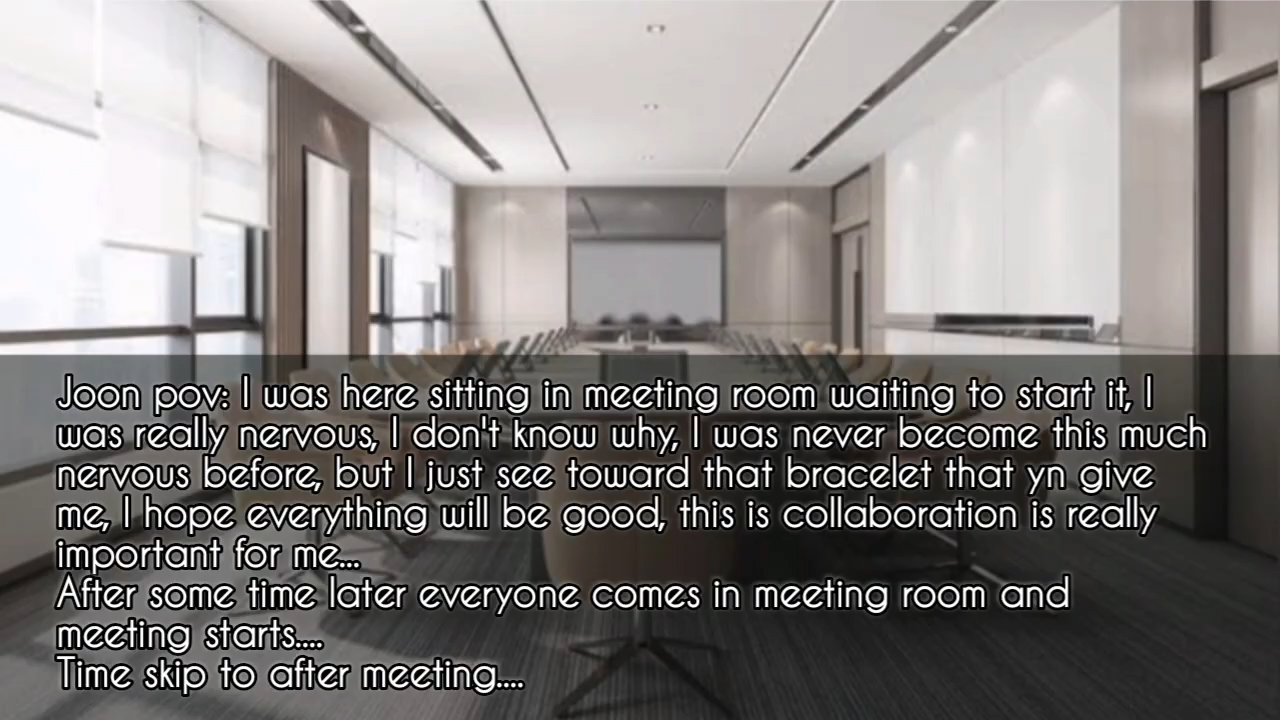 Joon pov: I was here sitting in meeting room waiting to start it, I
was really nervous, I don't know why, I was never become this much
nervous before, but I just see toward that bracelet that yn give
me, I hope everything will be good, this is collaboration is really
important for me...
After some time later everyone comes in meeting room and
meeting starts....
Time skip to after meeting....